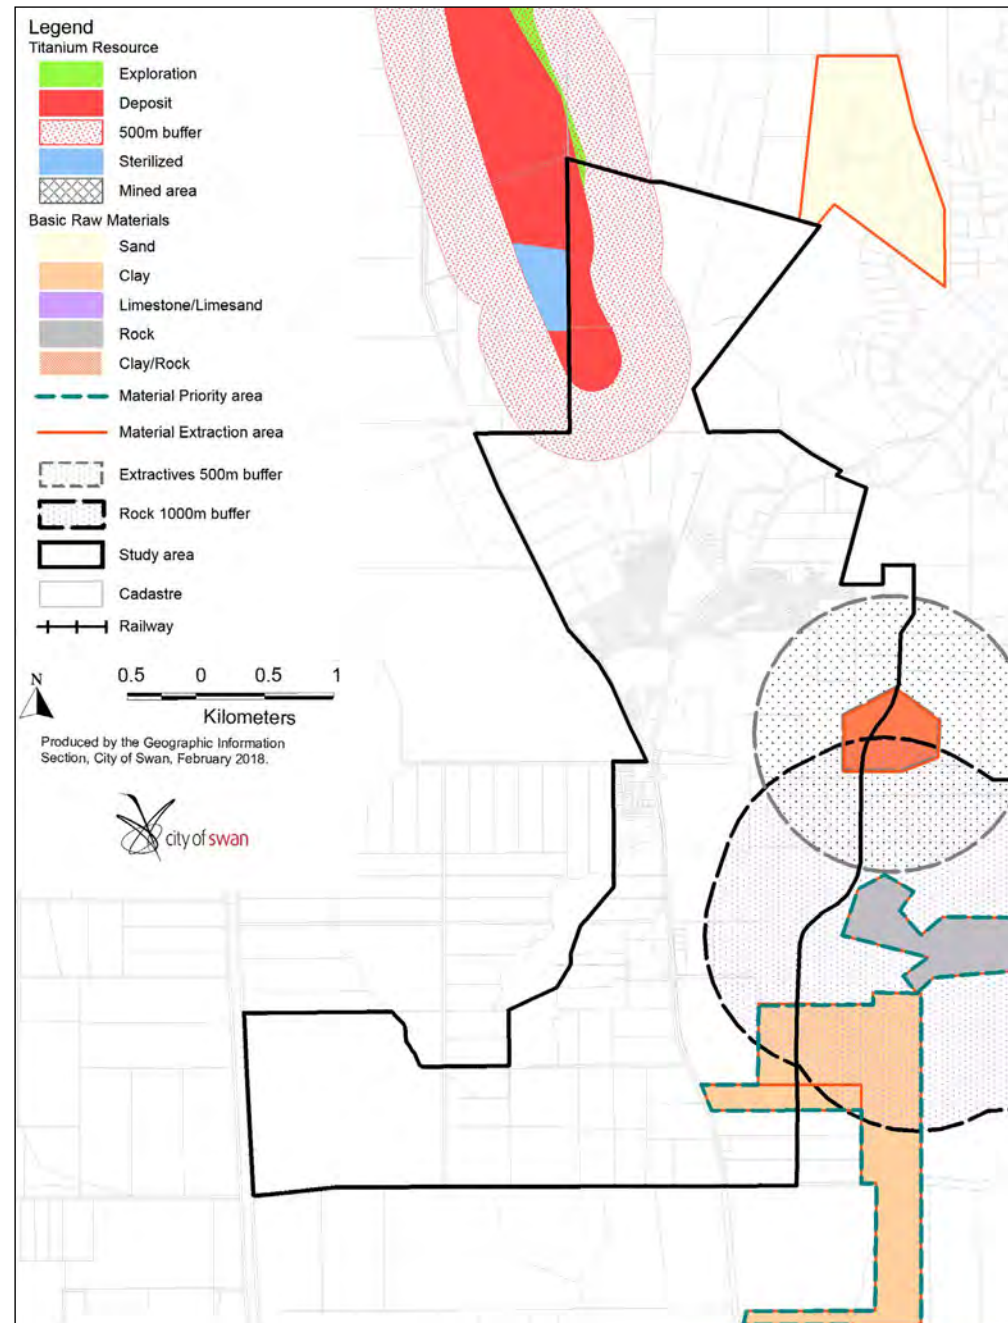 Legend
Titanium Resource
Exploration
Deposit
500m buffer
Sterilized
Mined area
Basic Raw Materials
Sand
Clay
Limestone/Limesand
Rock
Clay/Rock
Material Priority area
Material Extraction area
Extractives 500m buffer
Rock 1000m buffer
Study area
Cadastre
Railway
N
0.5 0 0.5 1
Kilometers
Produced by the Geographic Information
Section, City of Swan, February 2018.
city of swan